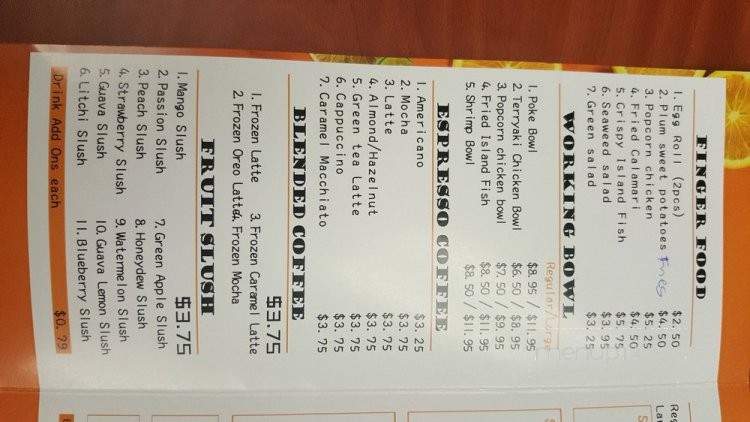 FINGER FOOD
1. Egg Roll (2pcs) $2.50
2. Plum sweet potatoes fries $4.50
3. Popcorn chicken $5.25
4. Fried Calamari $4.50
5. Crispy Island Fish $5.75
6. Seaweed salad $3.95
7. Green salad $3.25
WORKING BOWL
Regular/Large
1. Poke Bowl $8.95 / $11.95
2. Terryaki Chicken Bowl $6.50 / $8.95
3. Popcorn chicken bowl $7.50 / $9.95
4. Fried Island Fish $8.50 / $11.95
5. Shrimp Bowl $8.50 / $11.95
ESPRESSO COFFEE
1. Americano $3.25
2. Mocha $3.75
3. Latte $3.75
4. Almond/Hazelnut $3.75
5. Green tea Latte $3.75
6. Cappuccino $3.75
7. Caramel Macchiato $3.75
BLENDED COFFEE
$3.75
1. Frozen Latte 3. Frozen Caramel Latte
2. Frozen Oreo Latte 4. Frozen Mocha
FRUIT SLUSH
$3.75
1. Mango Slush 7. Green Apple Slush
2. Passion Slush 8. Honeydew Slush
3. Peach Slush 9. Watermelon Slush
4. Strawberry Slush 10. Guava Lemon Slush
5. Guava Slush 11. Blueberry Slush
6. Litchi Slush
Drink Add Ons each $0.79